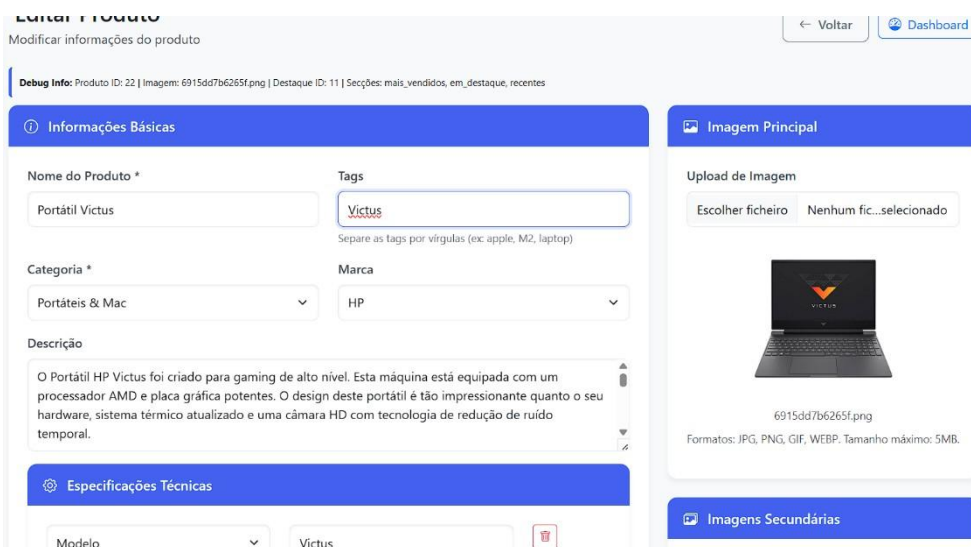 Editar Produto
Modificar informações do produto
← Voltar
Dashboard
Debug Info: Produto ID: 22 | Imagem: 6915dd7b6265f.png | Destaque ID: 11 | Secções: mais_vendidos, em_destaque, recentes
Informações Básicas
Nome do Produto *
Tags
Portátil Victus
Victus
Separe as tags por vírgulas (ex: apple, M2, laptop)
Categoria *
Marca
Portáteis & Mac
HP
Descrição
O Portátil HP Victus foi criado para gaming de alto nível. Esta máquina está equipada com um
processador AMD e placa gráfica potentes. O design deste portátil é tão impressionante quanto o seu
hardware, sistema térmico atualizado e uma câmara HD com tecnologia de redução de ruído
temporal.
Especificações Técnicas
Modelo
Victus
Imagem Principal
Upload de Imagem
Escolher ficheiro
Nenhum fic...selecionado
VICTUS
6915dd7b6265f.png
Formatos: JPG, PNG, GIF, WEBP. Tamanho máximo: 5MB.
Imagens Secundárias